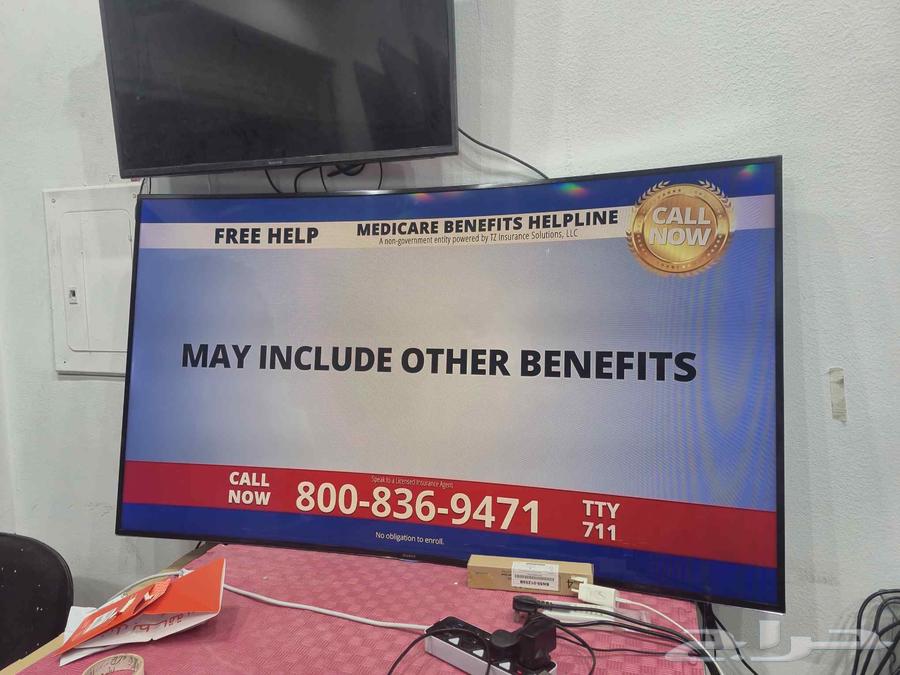 FREE HELP
MEDICARE BENEFITS HELPLINE
A non-government entity powered by TZ Insurance Solutions, LLC
CALL
NOW
MAY INCLUDE OTHER BENEFITS
CALL
NOW
Speak to a Licensed Insurance Agent
800-836-9471
TTY
711
No obligation to enroll.
حراج